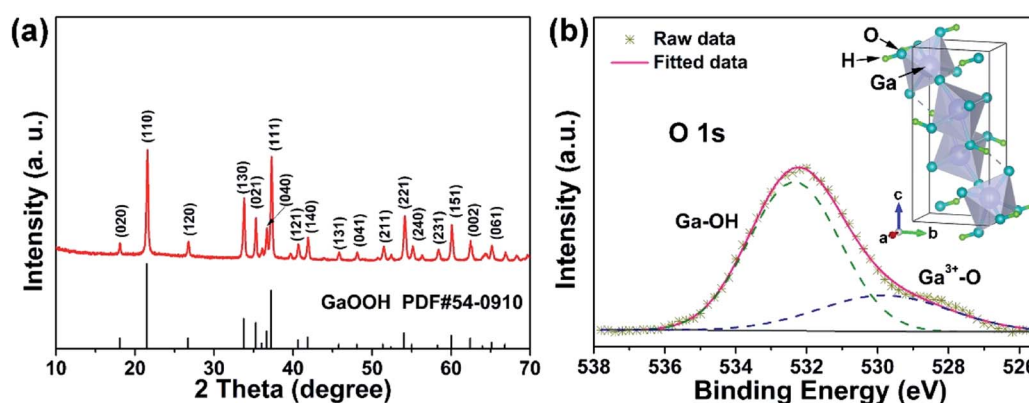 (a)
Intensity (a. u.)
(020)
(110)
(120)
(130)
(021)
(111)
(040)
(121)
(140)
(131)
(041)
(211)
(221)
(240)
(231)
(151)
(002)
(061)
GaOOH PDF#54-0910
10 20 30 40 50 60 70
2 Theta (degree)
(b)
Intensity (a.u.)
Raw data
Fitted data
O 1s
Ga-OH
Ga³⁺-O
O
H
Ga
c
a
b
538 536 534 532 530 528 526
Binding Energy (eV)